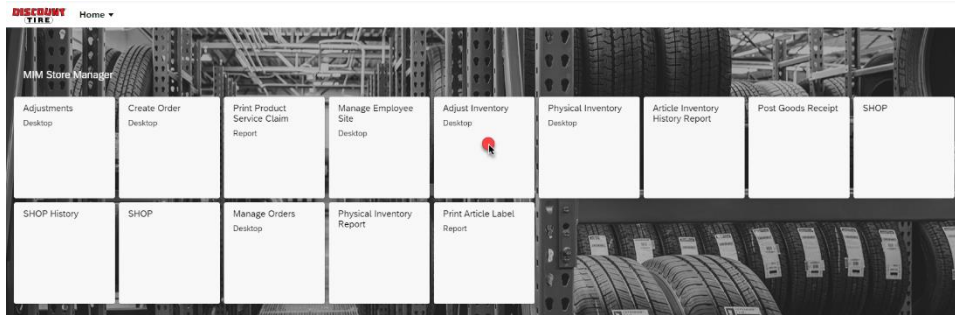 DISCOUNT
TIRE
Home
MIM Store Manager
Adjustments
Desktop
Create Order
Desktop
Print Product
Service Claim
Report
Manage Employee
Site
Desktop
Adjust Inventory
Desktop
Physical Inventory
Desktop
Article Inventory
History Report
Post Goods Receipt
SHOP
SHOP History
SHOP
Manage Orders
Desktop
Physical Inventory
Report
Print Article Label
Report